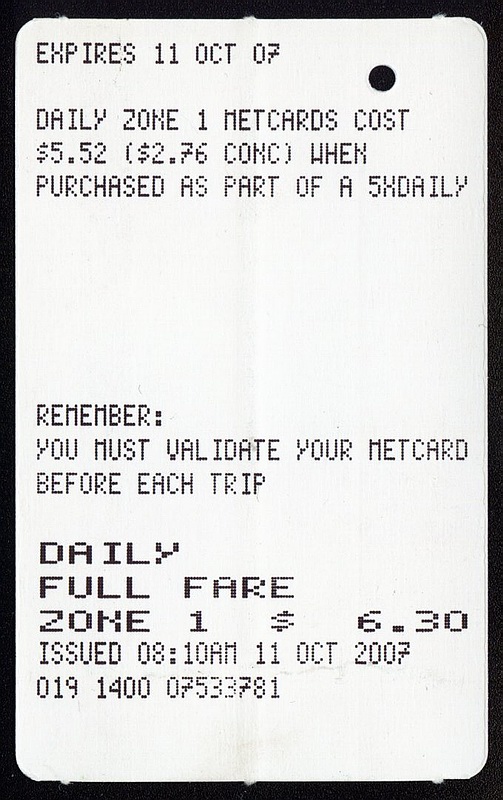 EXPIRES 11 OCT 07
DAILY ZONE 1 METCARDS COST
$5.52 ($2.76 CONC) WHEN
PURCHASED AS PART OF A 5XDAILY
REMEMBER:
YOU MUST VALIDATE YOUR METCARD
BEFORE EACH TRIP
DAILY
FULL FARE
ZONE 1 $ 6.30
ISSUED 08:10AM 11 OCT 2007
019 1400 07533781